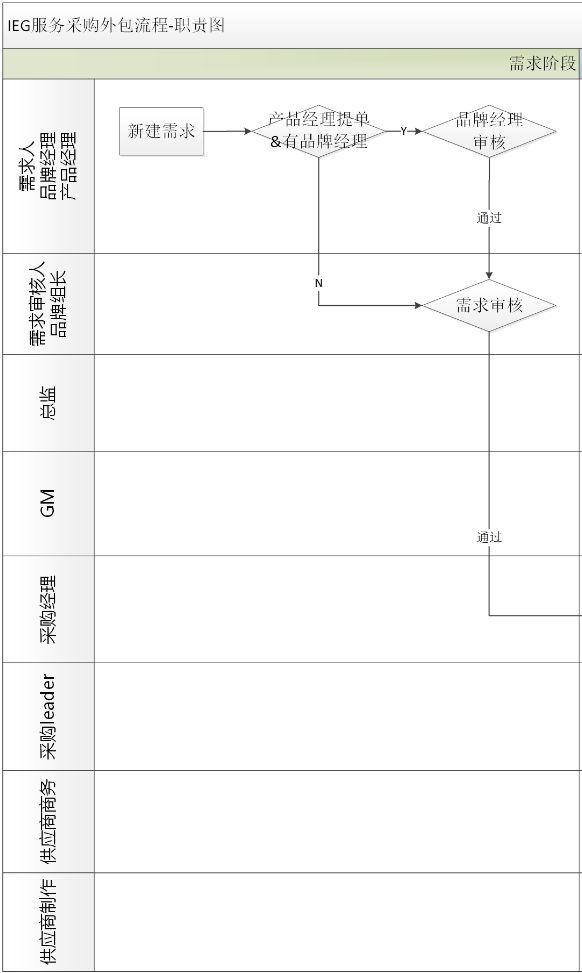 IEG服务采购外包流程-职责图
需求阶段
需求人
品牌经理
产品经理
新建需求
产品经理提单
&有品牌经理
Y
品牌经理
审核
通过
N
需求审核人
品牌组长
需求审核
总监
GM
通过
采购经理
采购leader
供应商商务
供应商制作